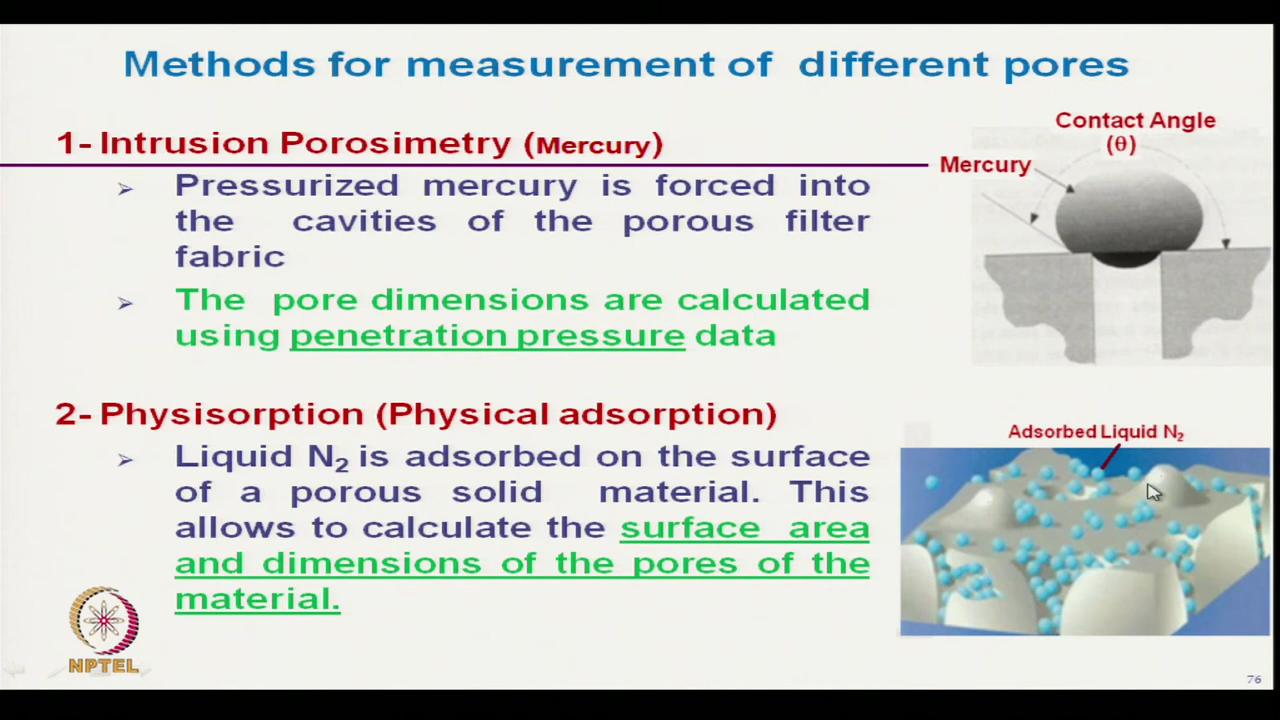 Methods for measurement of different pores
1- Intrusion Porosimetry (Mercury)
➢ Pressurized mercury is forced into
the cavities of the porous filter
fabric
➢ The pore dimensions are calculated
using penetration pressure data
Contact Angle
(θ)
Mercury
2- Physisorption (Physical adsorption)
➢ Liquid N₂ is adsorbed on the surface
of a porous solid material. This
allows to calculate the surface area
and dimensions of the pores of the
material.
Adsorbed Liquid N₂
NPTEL
76